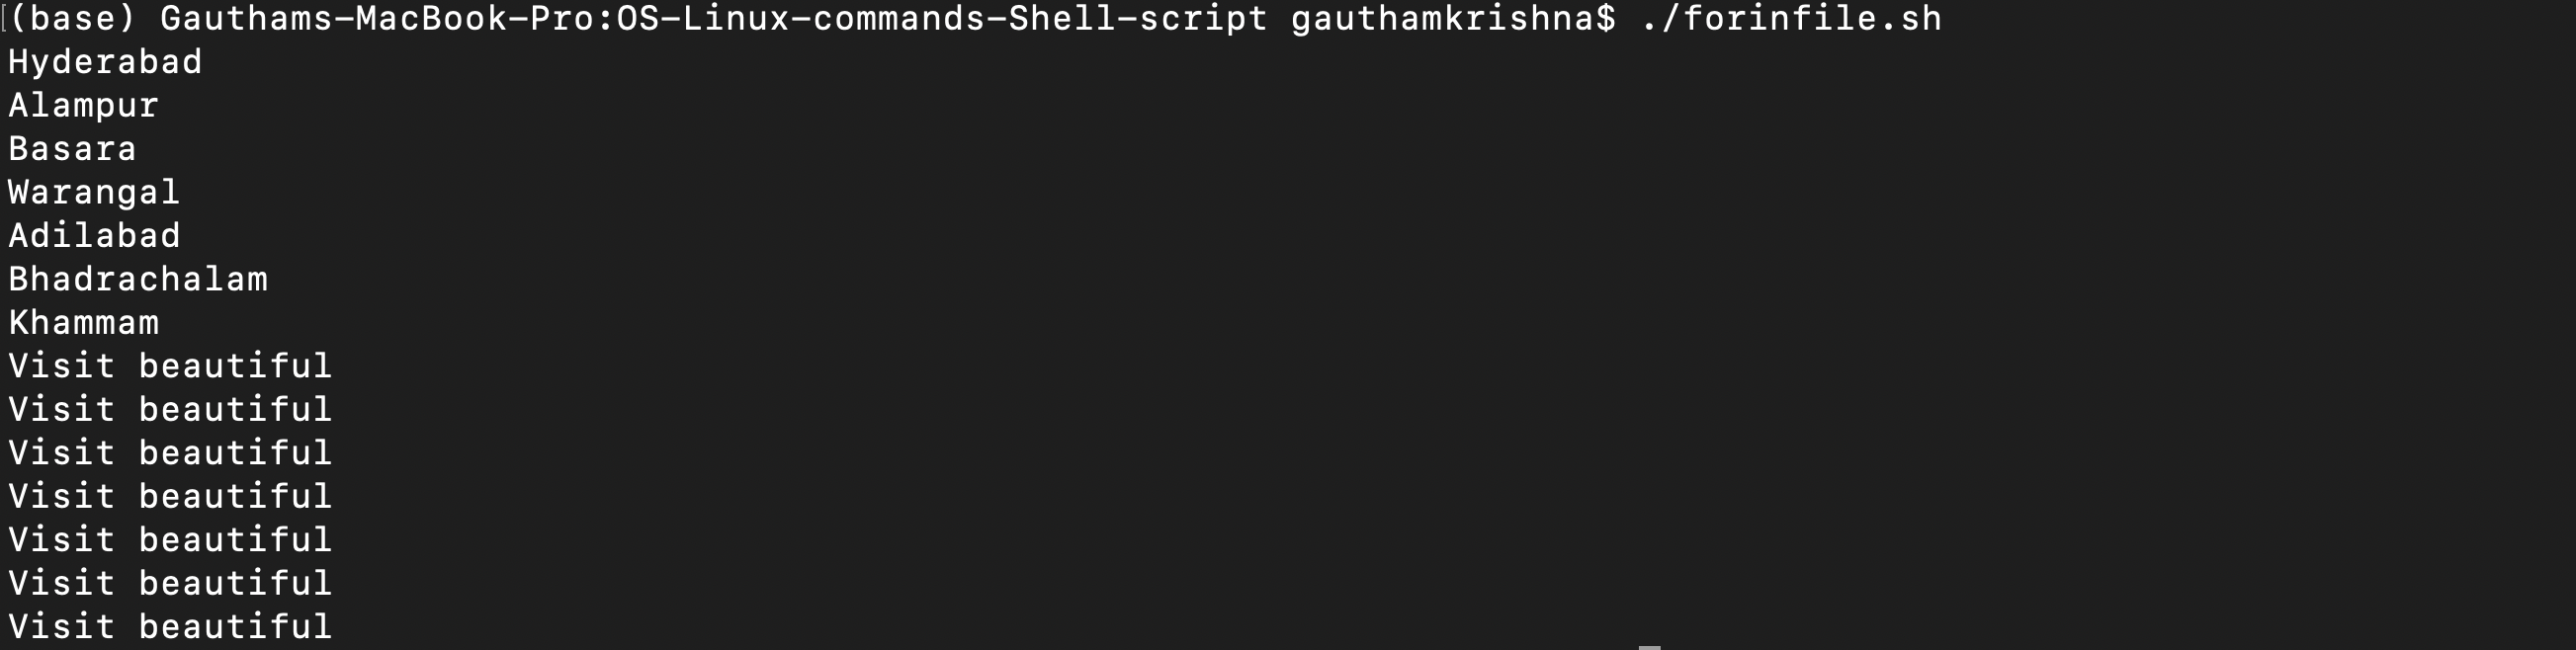 (base) Gauthams-MacBook-Pro:OS-Linux-commands-Shell-script gauthamkrishna$ ./forinfile.sh
Hyderabad
Alampur
Basara
Warangal
Adilabad
Bhadrachalam
Khammam
Visit beautiful
Visit beautiful
Visit beautiful
Visit beautiful
Visit beautiful
Visit beautiful
Visit beautiful